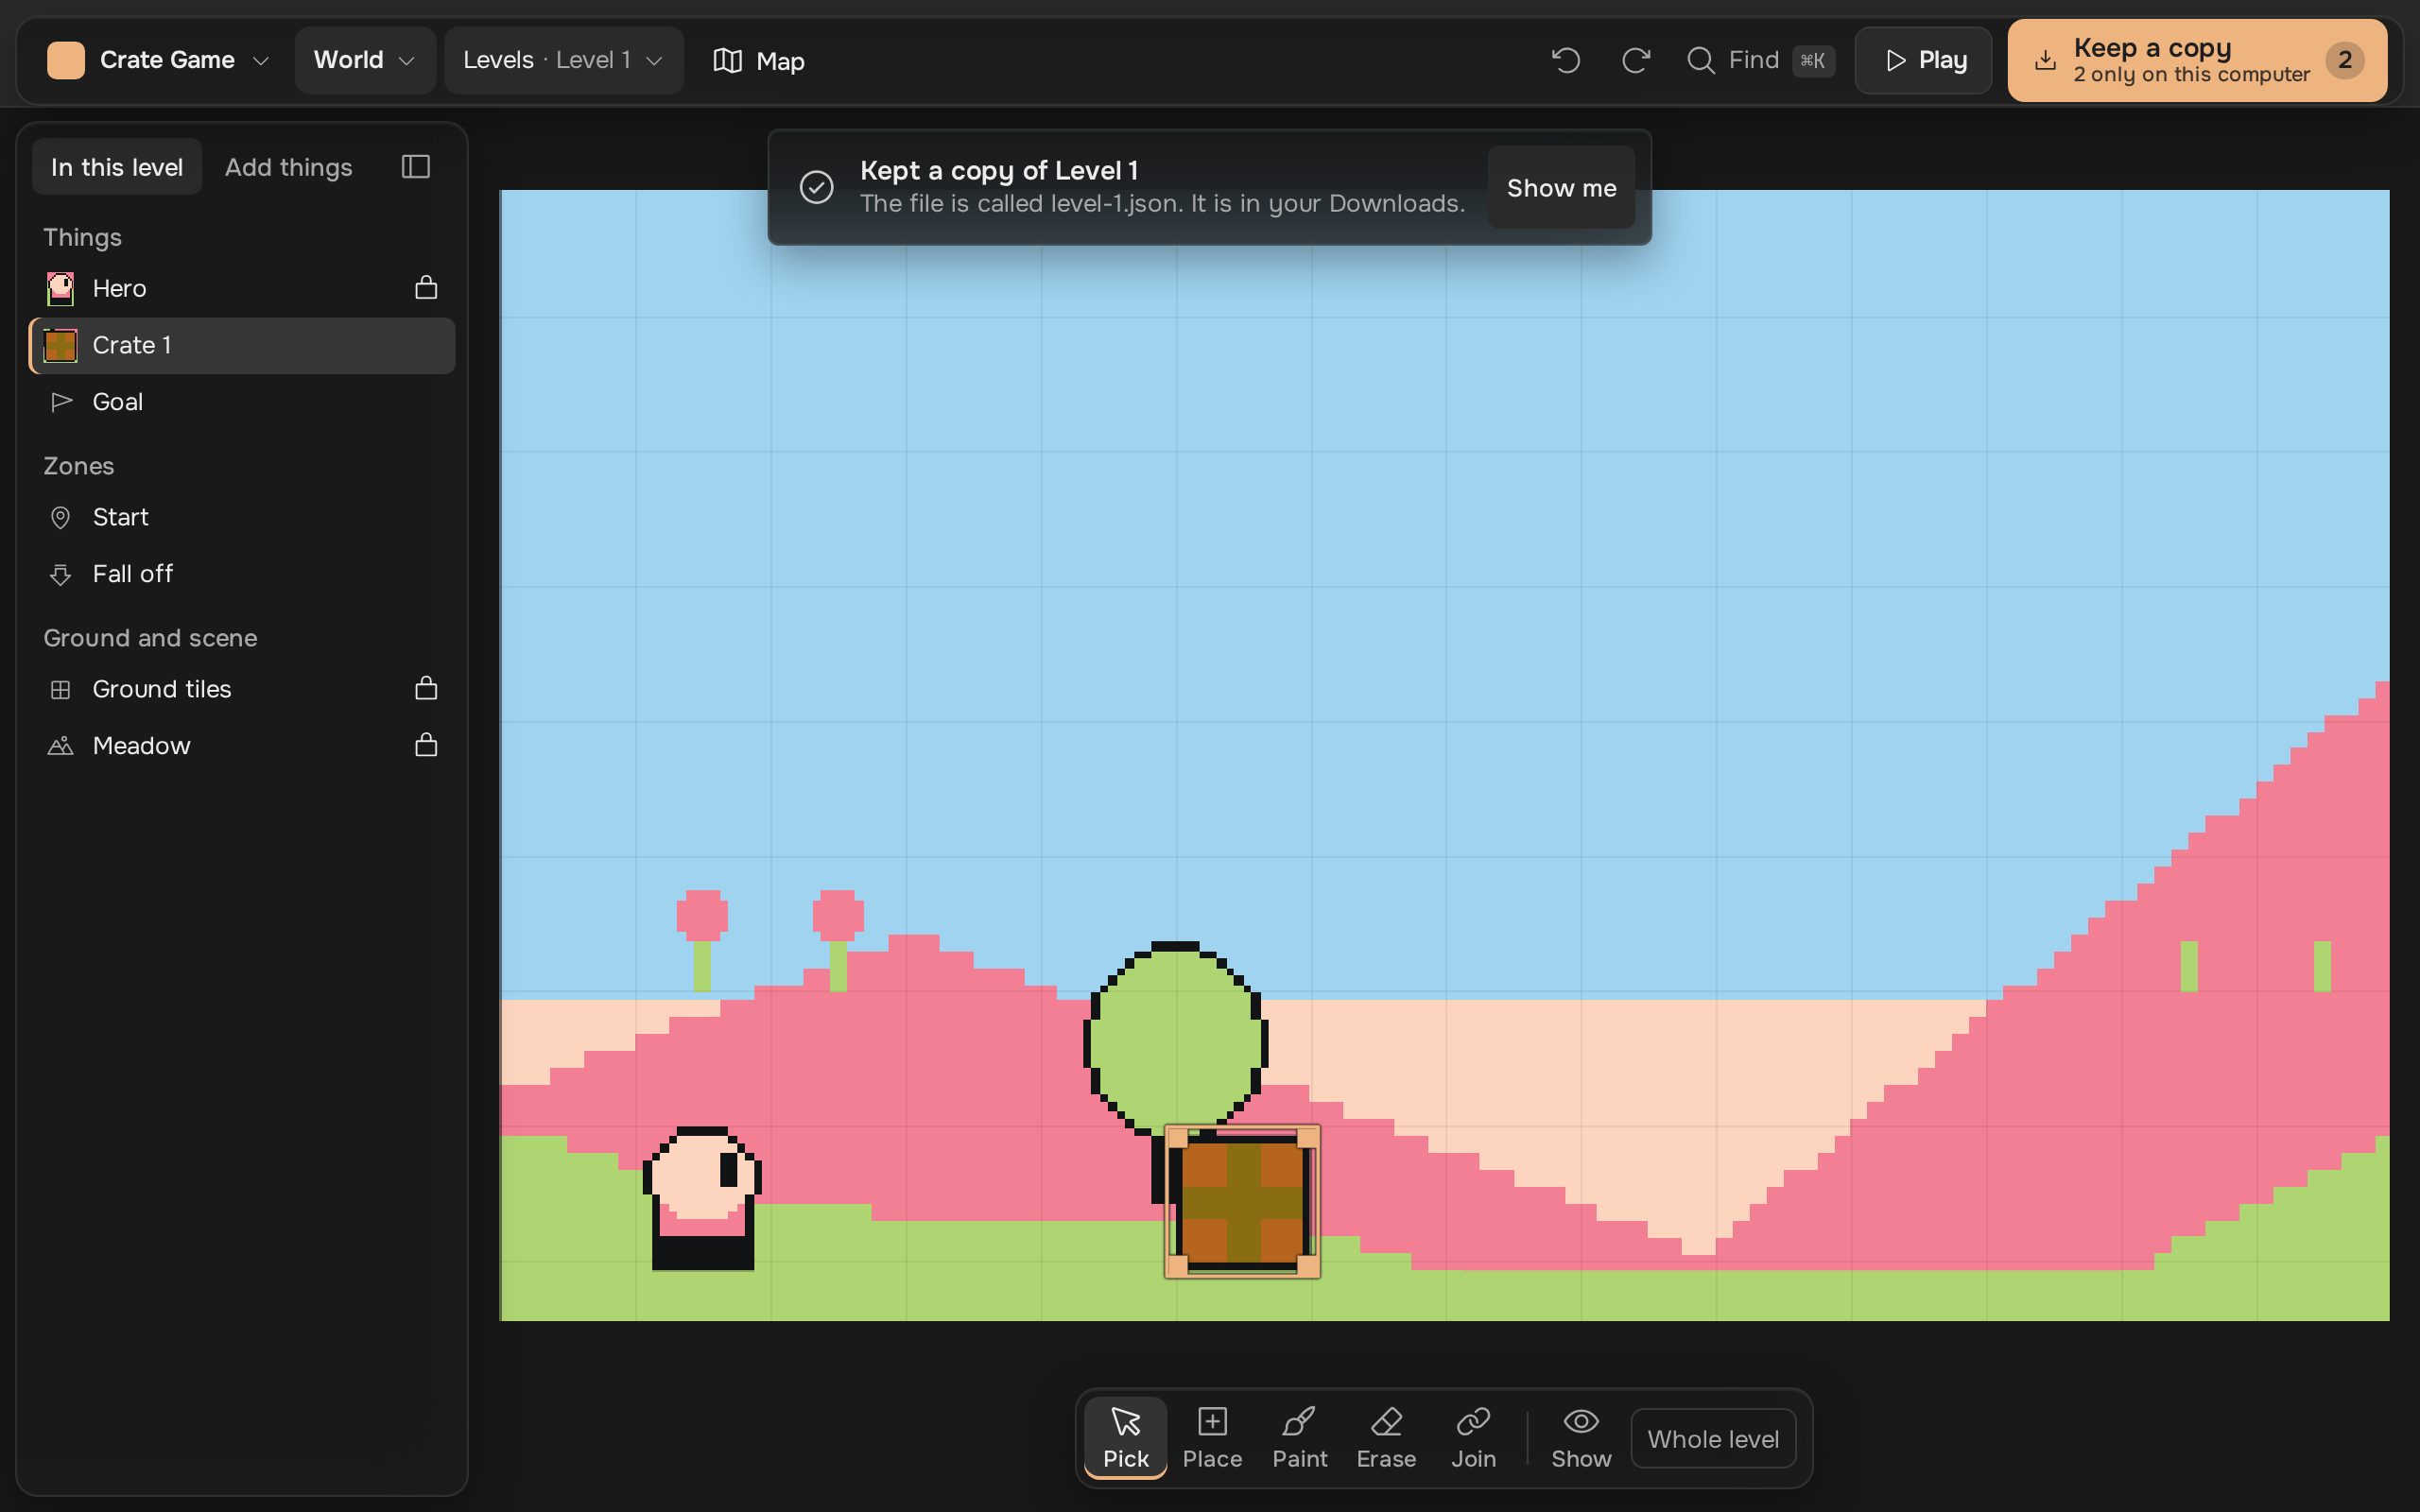 Crate Game
World
Levels · Level 1
Map
Find ⌘K
Play
Keep a copy
2 only on this computer
2
In this level
Add things
Kept a copy of Level 1
The file is called level-1.json. It is in your Downloads.
Show me
Things
Hero
Crate 1
Goal
Zones
Start
Fall off
Ground and scene
Ground tiles
Meadow
Pick
Place
Paint
Erase
Join
Show
Whole level